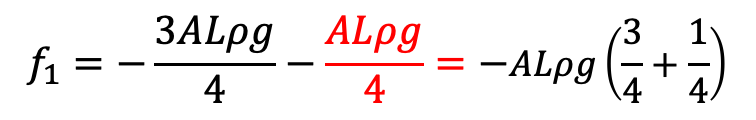 f₁ = −3ALρg/4 − ALρg/4 = −ALρg(3/4 + 1/4)